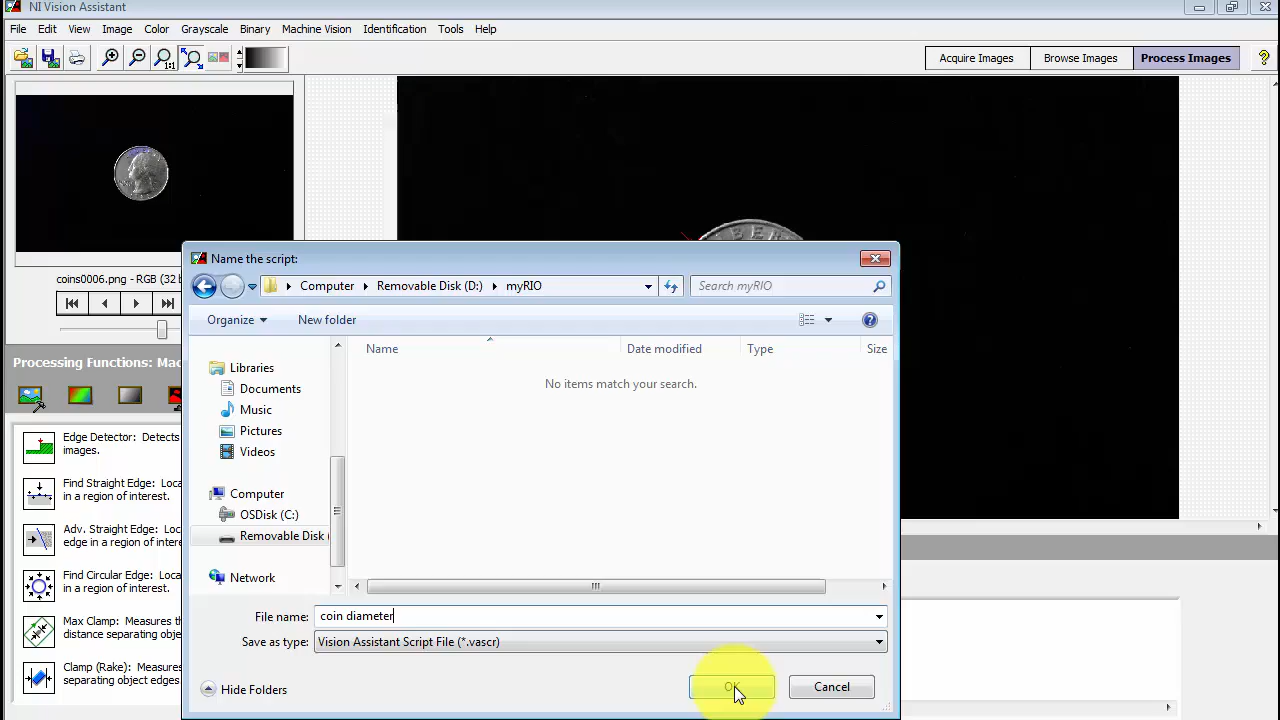 NI Vision Assistant
File Edit View Image Color Grayscale Binary Machine Vision Identification Tools Help
1:1
Acquire Images Browse Images Process Images ?
coins0006.png - RGB (32 b
Processing Functions: Mac
Edge Detector: Detects
images.
Find Straight Edge: Loca
in a region of interest.
Adv. Straight Edge: Loc
edge in a region of intere
Find Circular Edge: Loca
in a region of interest.
Max Clamp: Measures th
distance separating objec
Clamp (Rake): Measures
separating object edges
Name the script:
Computer Removable Disk (D:) myRIO
Search myRIO
Organize New folder ?
Name Date modified Type Size
No items match your search.
Libraries
Documents
Music
Pictures
Videos
Computer
OSDisk (C:)
Removable Disk (
Network
File name: coin diameter
Save as type: Vision Assistant Script File (*.vascr)
Hide Folders
OK Cancel